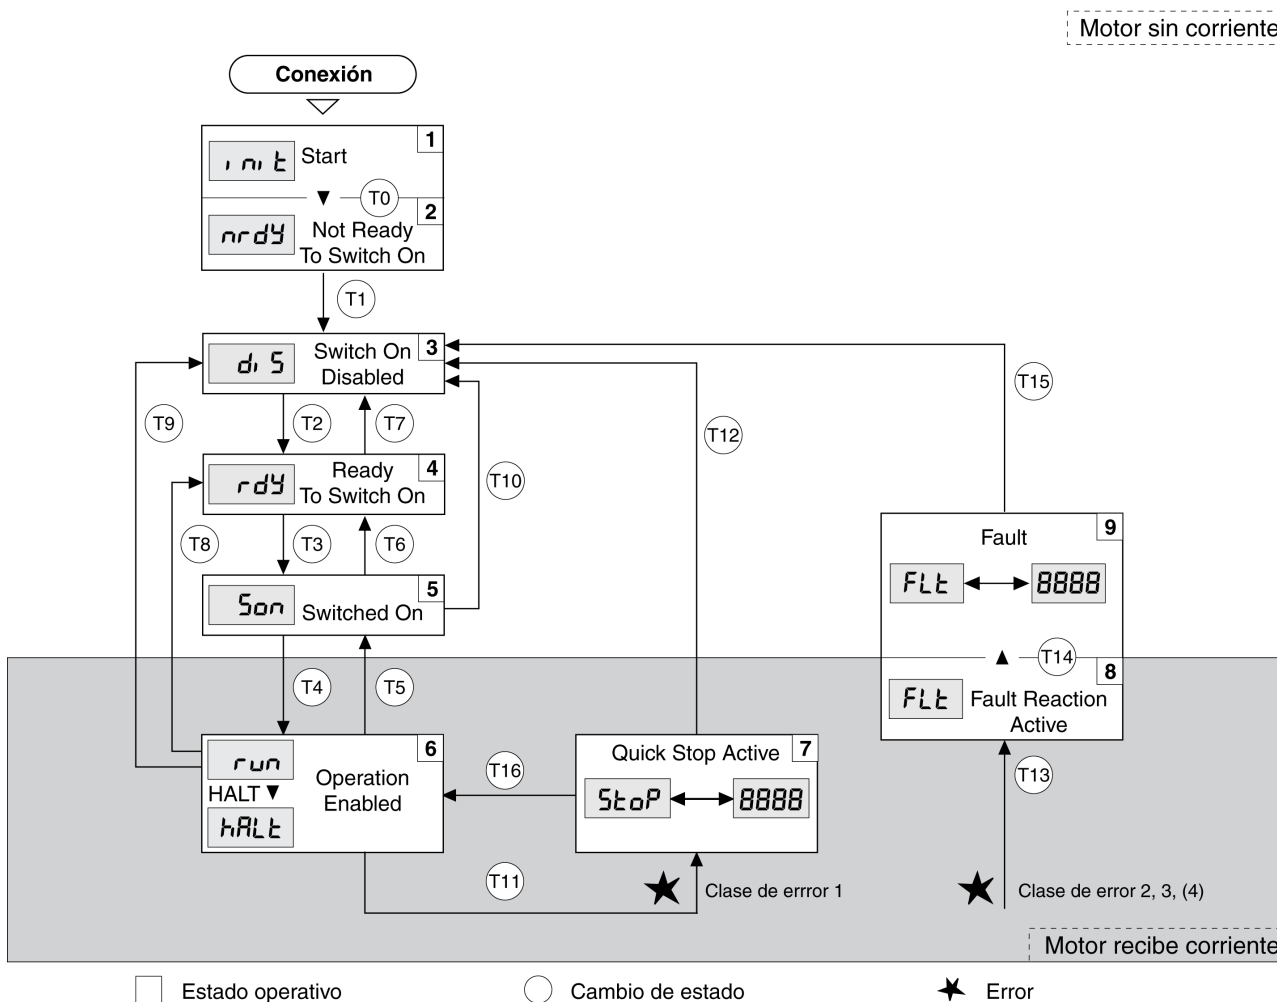 Motor sin corriente
Conexión
1
init
Start
T0
2
nrdy
Not Ready
To Switch On
T1
3
diS
Switch On
Disabled
T15
T9
T2
T7
T12
4
rdy
Ready
To Switch On
T10
T8
T3
T6
9
Fault
FLt
8888
5
Son
Switched On
T14
8
FLt
Fault Reaction
Active
T4
T5
6
run
HALT
hALt
Operation
Enabled
T16
7
Quick Stop Active
StoP
8888
T13
T11
Clase de errror 1
Clase de error 2, 3, (4)
Motor recibe corriente
Estado operativo
Cambio de estado
Error